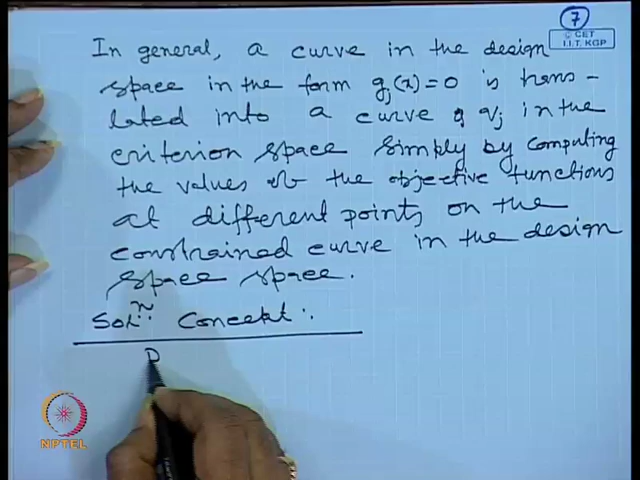 7
© CET
I.I.T. KGP
In general, a curve in the design
space in the form gj(x)=0 is trans-
lated into a curve qj in the
criterion space simply by computing
the values of the objective functions
at different points on the
constrained curve in the design
space space.
Solⁿ: Concept:
D
NPTEL